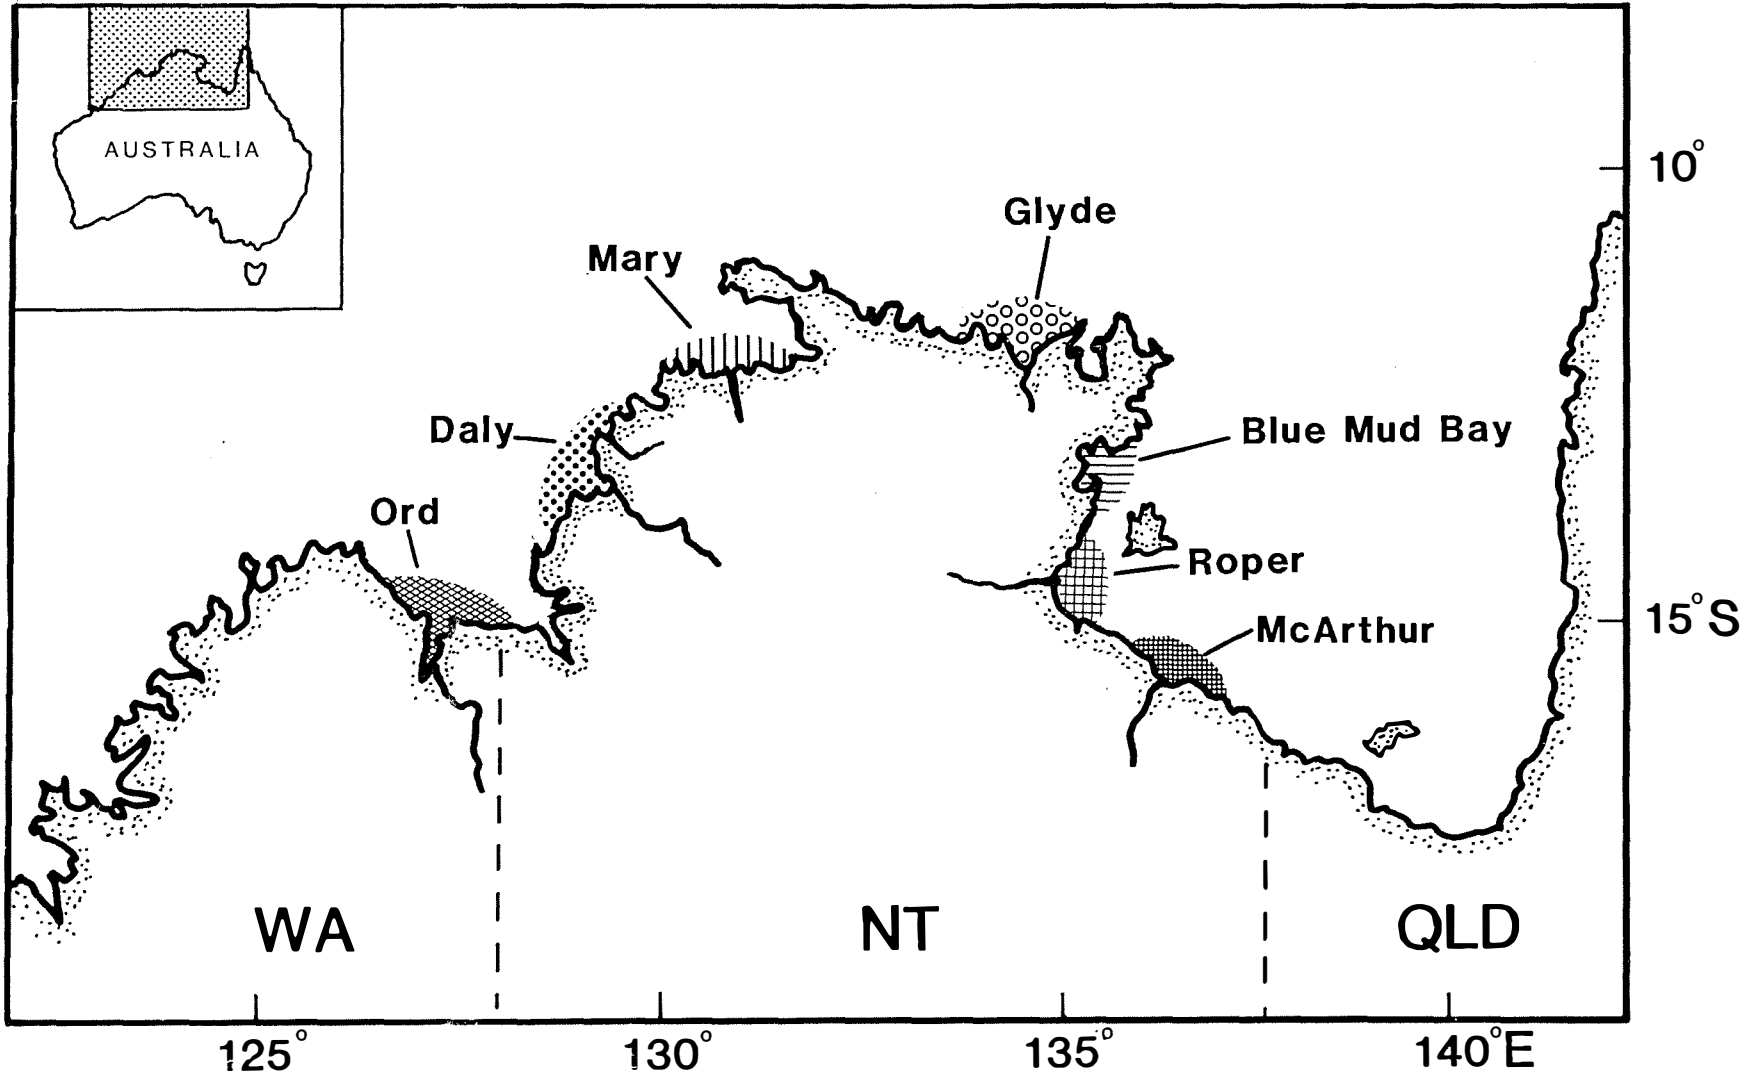 AUSTRALIA
10°
Glyde
Mary
Daly
Blue Mud Bay
Ord
Roper
15°S
McArthur
WA
NT
QLD
125°
130°
135°
140°E